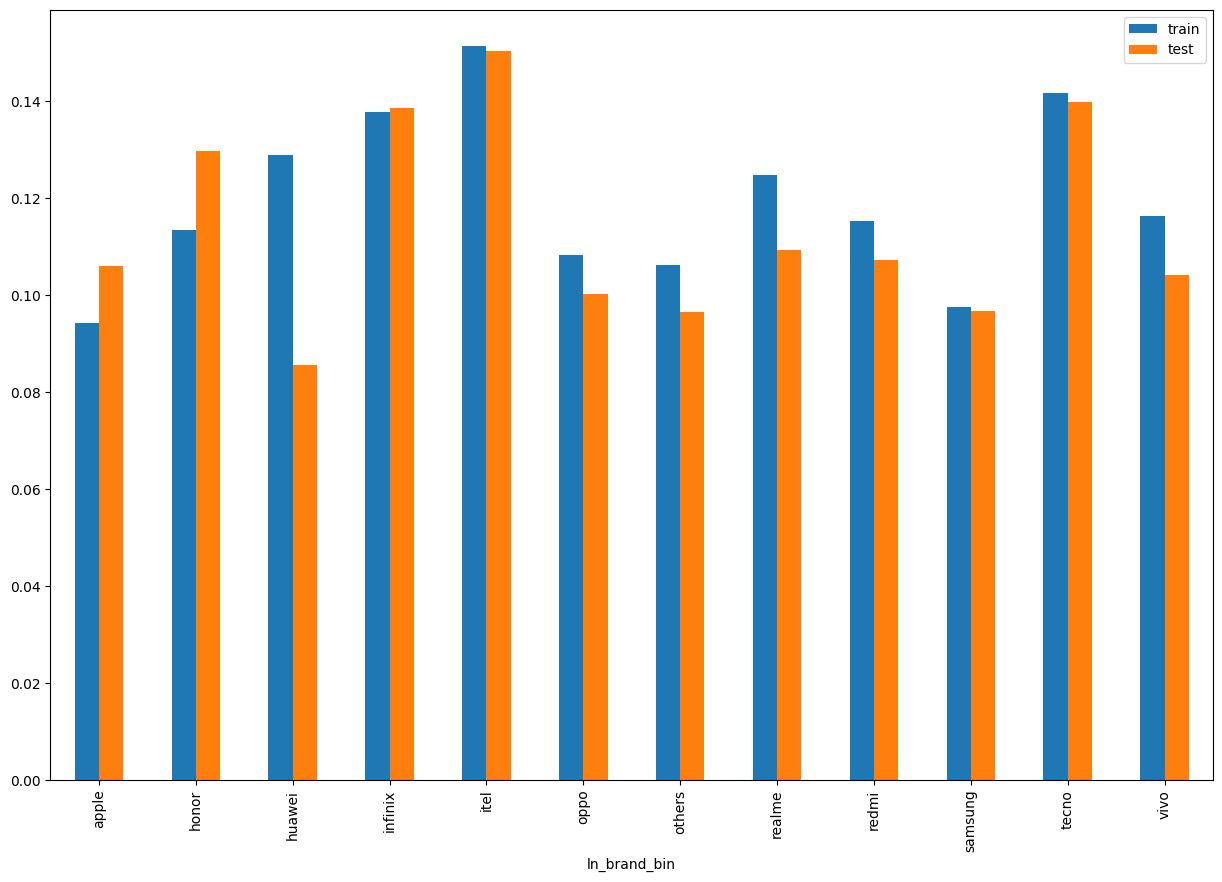 train
test
0.14
0.12
0.10
0.08
0.06
0.04
0.02
0.00
apple
honor
huawei
infinix
itel
oppo
others
realme
redmi
samsung
tecno
vivo
ln_brand_bin